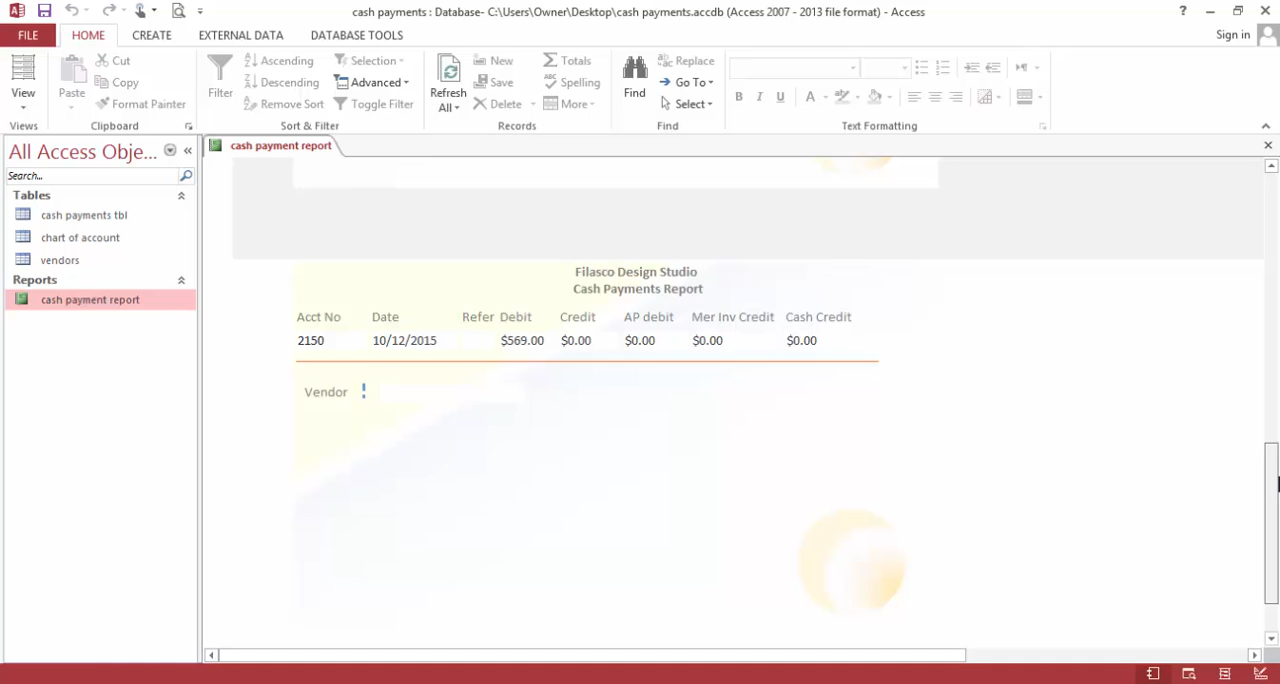 cash payments : Database- C:\Users\Owner\Desktop\cash payments.accdb (Access 2007 - 2013 file format) - Access
?
FILE HOME CREATE EXTERNAL DATA DATABASE TOOLS Sign in
View
Views
Paste
Cut
Copy
Format Painter
Clipboard
Filter
Ascending
Descending
Remove Sort
Selection
Advanced
Toggle Filter
Sort & Filter
Refresh
All
New
Save
Delete
Totals
Spelling
More
Records
Find
Replace
Go To
Select
Find
B I U A
Text Formatting
All Access Obje...
Search...
Tables
cash payments tbl
chart of account
vendors
Reports
cash payment report
cash payment report
Filasco Design Studio
Cash Payments Report
Acct No Date Refer Debit Credit AP debit Mer Inv Credit Cash Credit
2150 10/12/2015 $569.00 $0.00 $0.00 $0.00 $0.00
Vendor